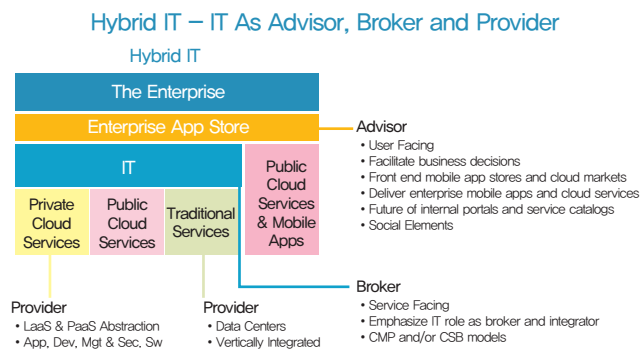 Hybrid IT – IT As Advisor, Broker and Provider
Hybrid IT
The Enterprise
Enterprise App Store
IT
Public
Cloud
Services
& Mobile
Apps
Private
Cloud
Services
Public
Cloud
Services
Traditional
Services
Advisor
• User Facing
• Facilitate business decisions
• Front end mobile app stores and cloud markets
• Deliver enterprise mobile apps and cloud services
• Future of internal portals and service catalogs
• Social Elements
Broker
• Service Facing
• Emphasize IT role as broker and integrator
• CMP and/or CSB models
Provider
• LaaS & PaaS Abstraction
• App, Dev, Mgt & Sec, Sw
Provider
• Data Centers
• Vertically Integrated